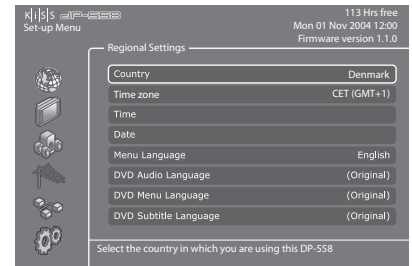 KiSS DP-558
113 Hrs free
Set-up Menu
Mon 01 Nov 2004 12:00
Firmware version 1.1.0
Regional Settings
Country Denmark
Time zone CET (GMT+1)
Time
Date
Menu Language English
DVD Audio Language (Original)
DVD Menu Language (Original)
DVD Subtitle Language (Original)
Select the country in which you are using this DP-558